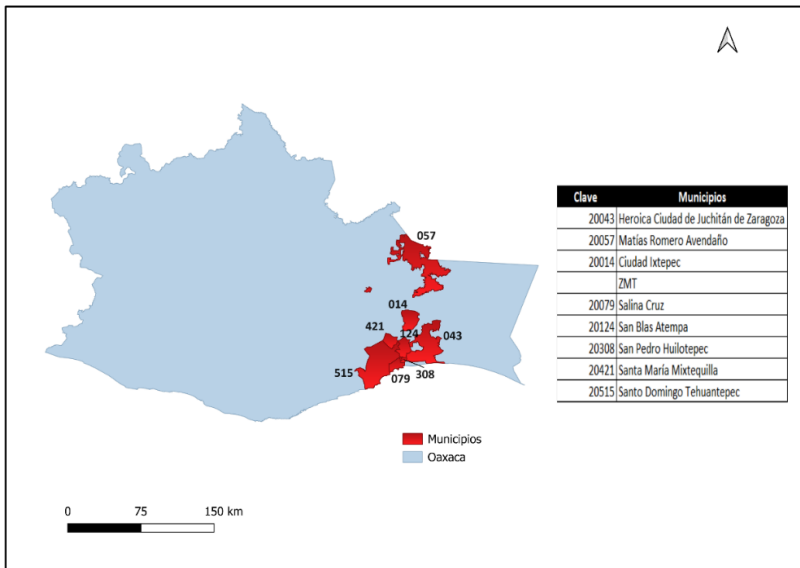 057
014
421
124
043
515
079
308
Clave Municipios
20043 Heroica Ciudad de Juchitán de Zaragoza
20057 Matías Romero Avendaño
20014 Ciudad Ixtepec
ZMT
20079 Salina Cruz
20124 San Blas Atempa
20308 San Pedro Huilotepec
20421 Santa María Mixtequilla
20515 Santo Domingo Tehuantepec
Municipios
Oaxaca
0 75 150 km